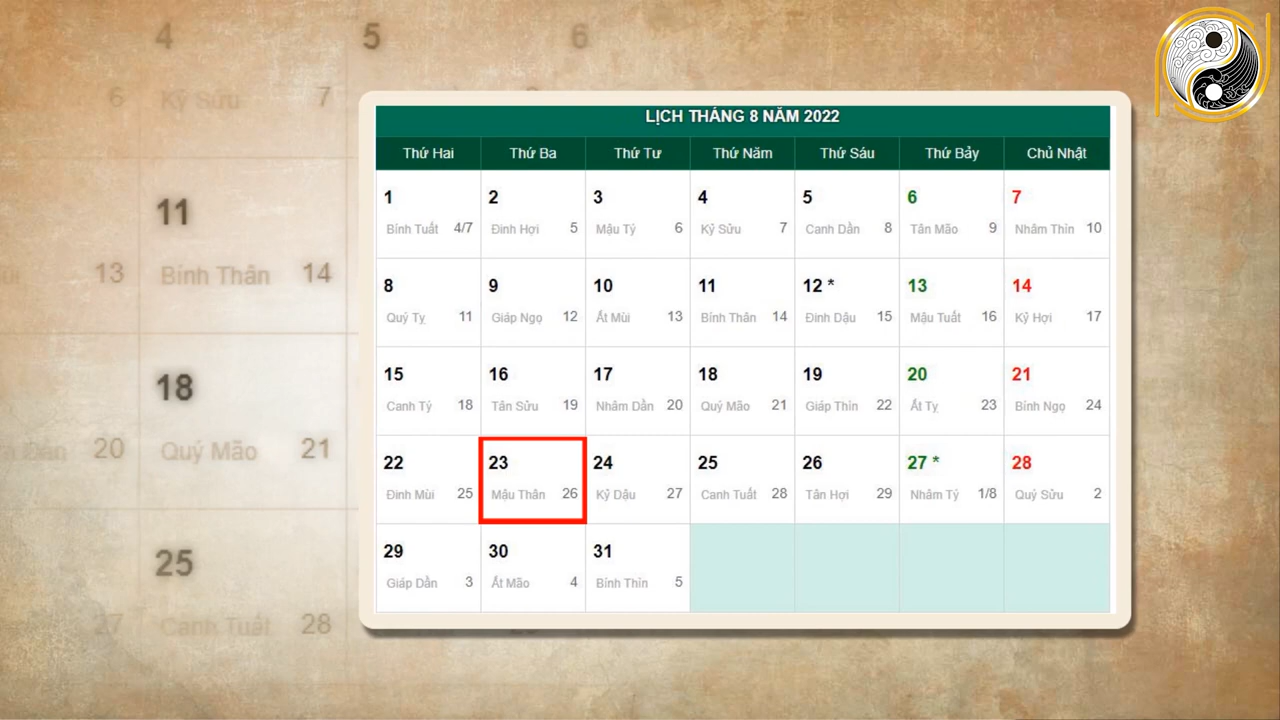 4 5 6
6 Kỷ Sửu 7
11
13 Bính Thân 14
18
20 Quý Mão 21
25
27 Canh Tuất 28
LỊCH THÁNG 8 NĂM 2022
Thứ Hai Thứ Ba Thứ Tư Thứ Năm Thứ Sáu Thứ Bảy Chủ Nhật
1 2 3 4 5 6 7
Bính Tuất 4/7 Đinh Hợi 5 Mậu Tý 6 Kỷ Sửu 7 Canh Dần 8 Tân Mão 9 Nhâm Thìn 10
8 9 10 11 12 * 13 14
Quý Tỵ 11 Giáp Ngọ 12 Ất Mùi 13 Bính Thân 14 Đinh Dậu 15 Mậu Tuất 16 Kỷ Hợi 17
15 16 17 18 19 20 21
Canh Tý 18 Tân Sửu 19 Nhâm Dần 20 Quý Mão 21 Giáp Thìn 22 Ất Tỵ 23 Bính Ngọ 24
22 23 24 25 26 27 * 28
Đinh Mùi 25 Mậu Thân 26 Kỷ Dậu 27 Canh Tuất 28 Tân Hợi 29 Nhâm Tý 1/8 Quý Sửu 2
29 30 31
Giáp Dần 3 Ất Mão 4 Bính Thìn 5